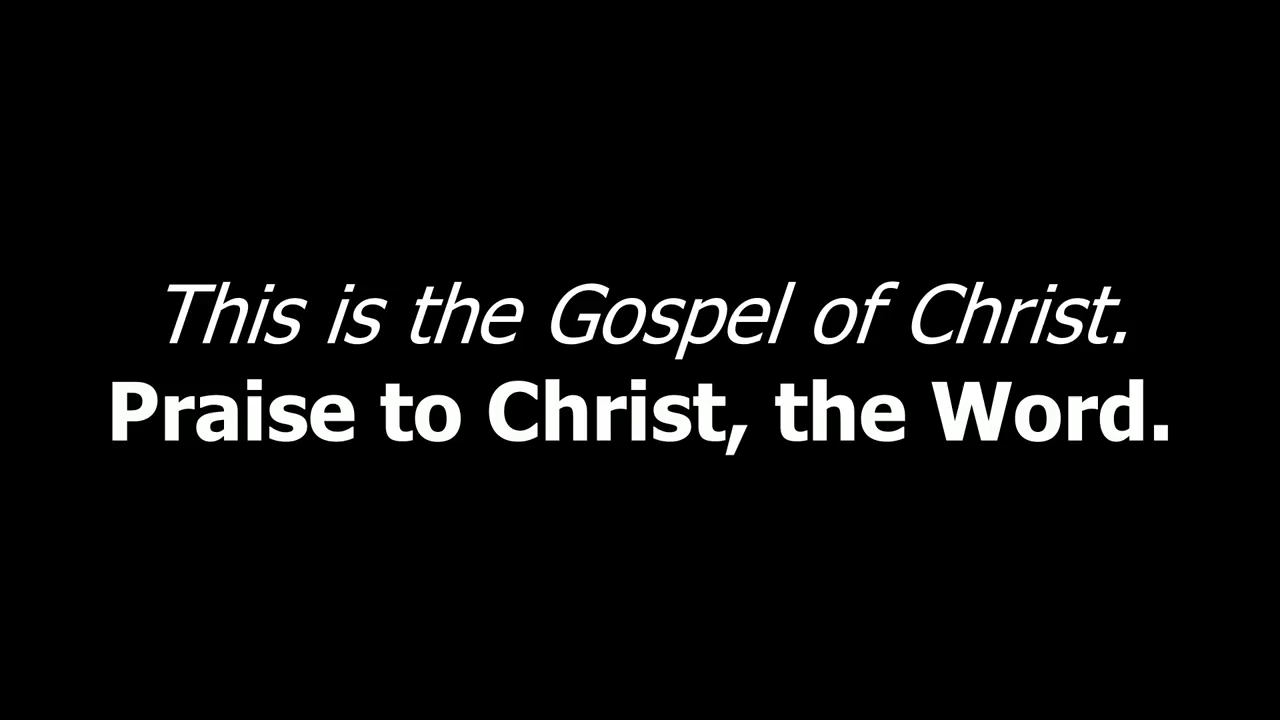 This is the Gospel of Christ.
Praise to Christ, the Word.